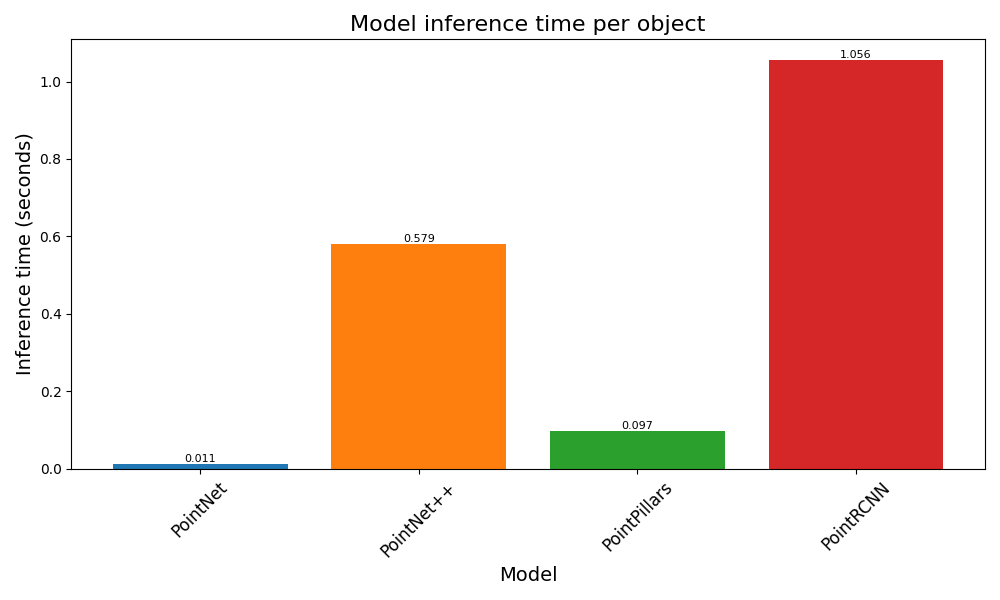 Model inference time per object
Inference time (seconds)
1.0
0.8
0.6
0.4
0.2
0.0
0.011
0.579
0.097
1.056
PointNet
PointNet++
PointPillars
PointRCNN
Model